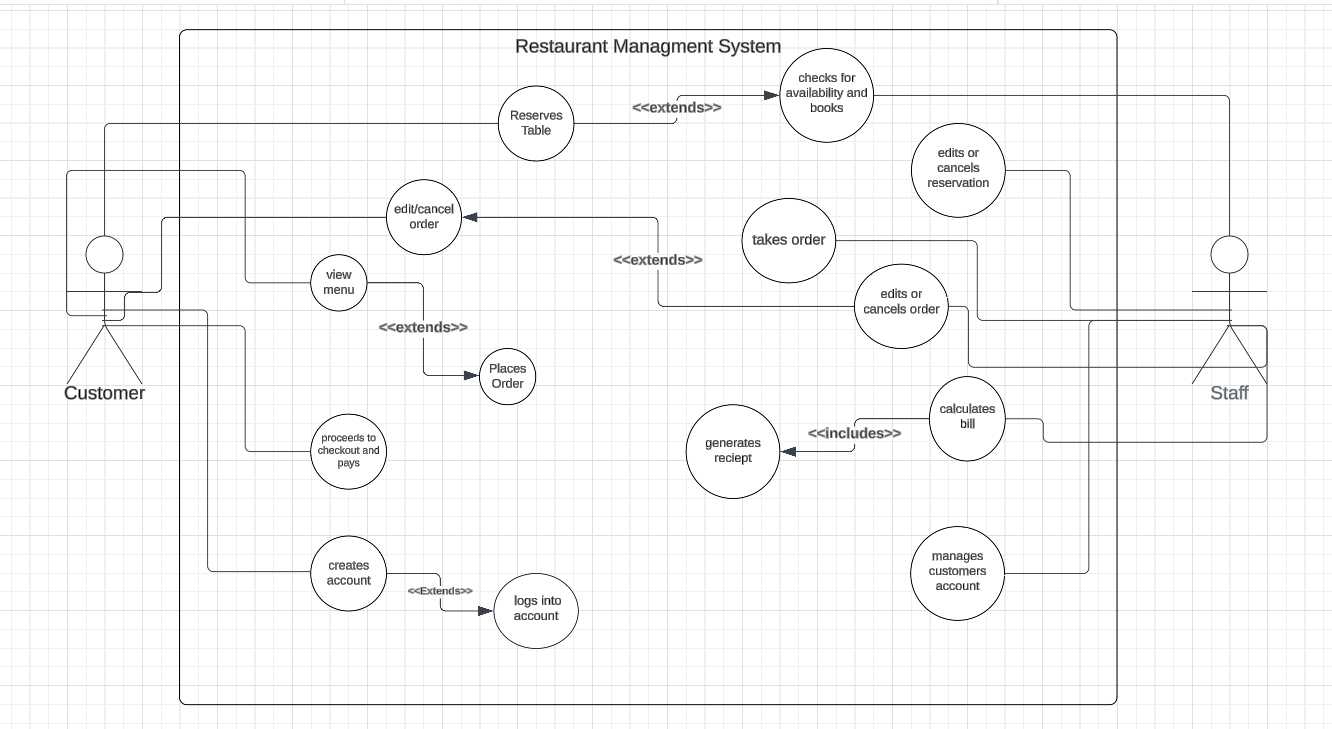 Restaurant Managment System
checks for
availability and
books
<<extends>>
Reserves
Table
edits or
cancels
reservation
edit/cancel
order
takes order
<<extends>>
view
menu
edits or
cancels order
<<extends>>
Places
Order
Customer
Staff
calculates
bill
<<includes>>
generates
reciept
proceeds to
checkout and
pays
creates
account
<<Extends>>
logs into
account
manages
customers
account